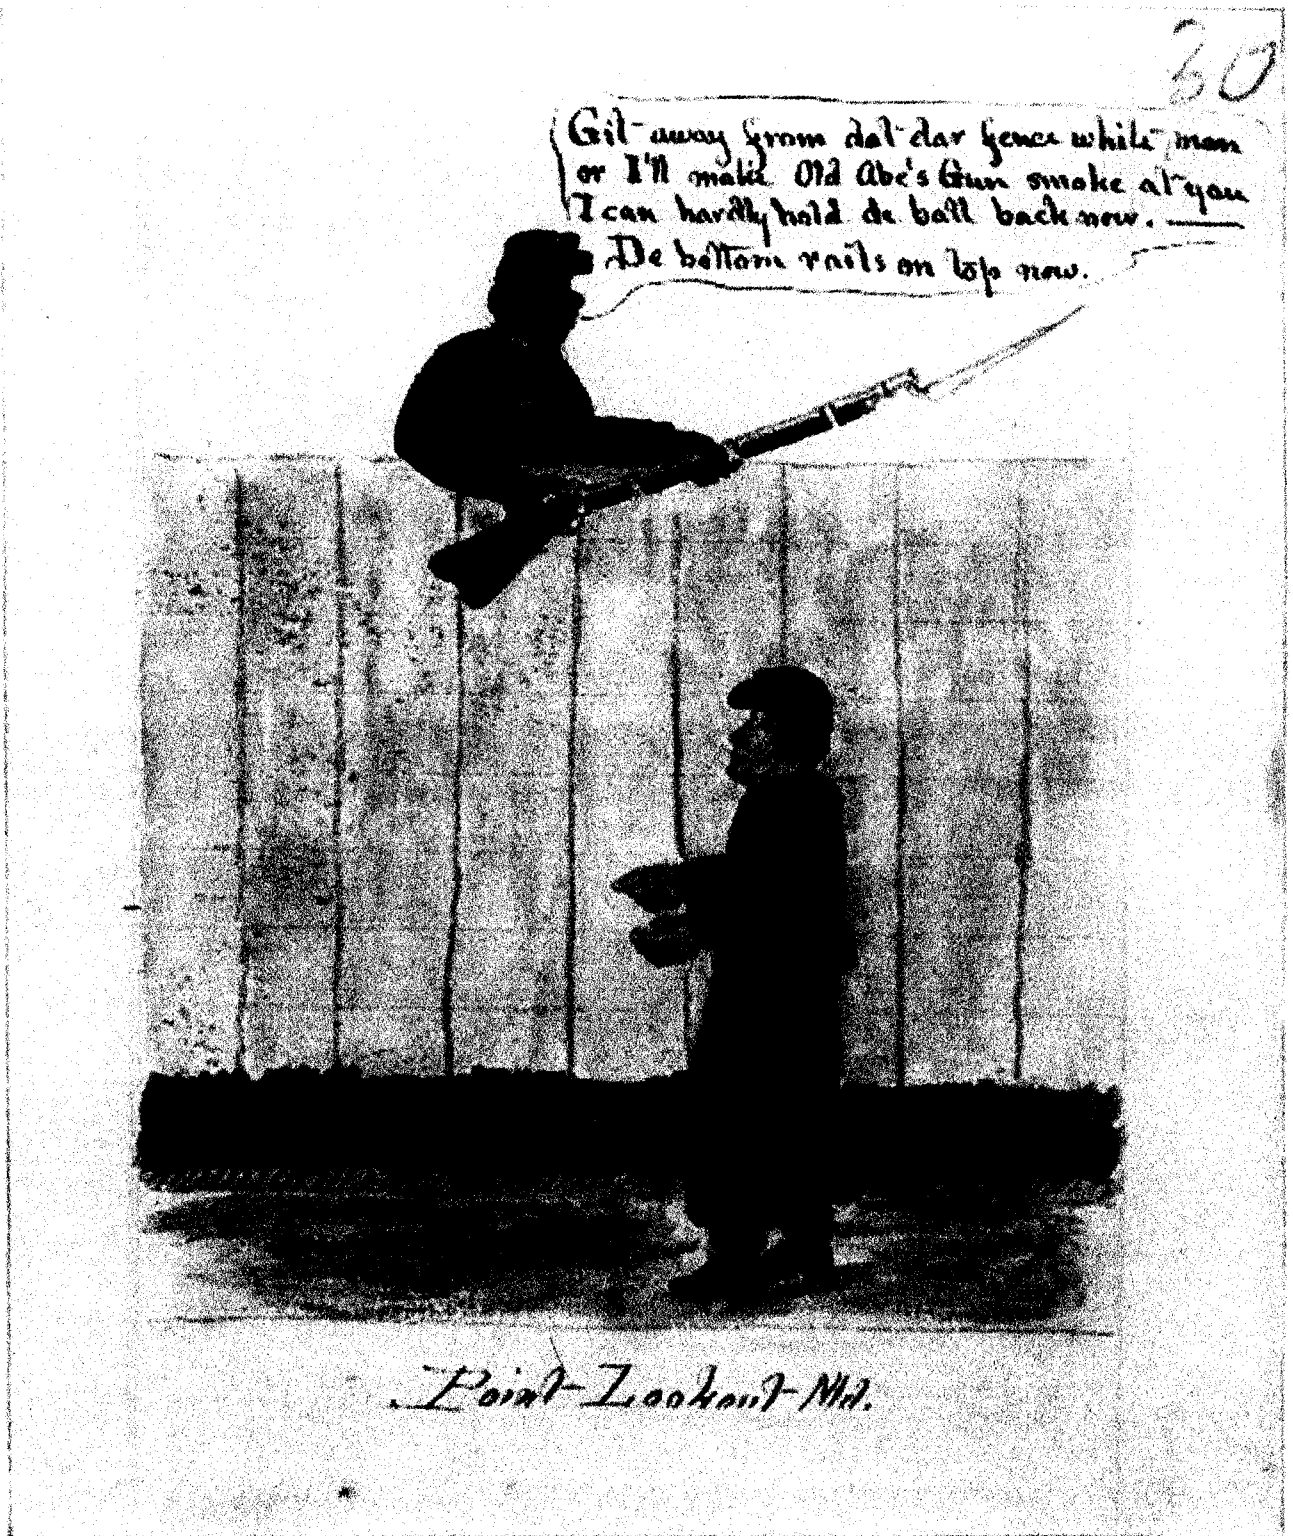 30
Git away from dat dar fence white man
or I'll make Old Abe's Gun smoke at you
I can hardly hold de ball back now. —
De bottom rails on top now.
Point Lookout Md.